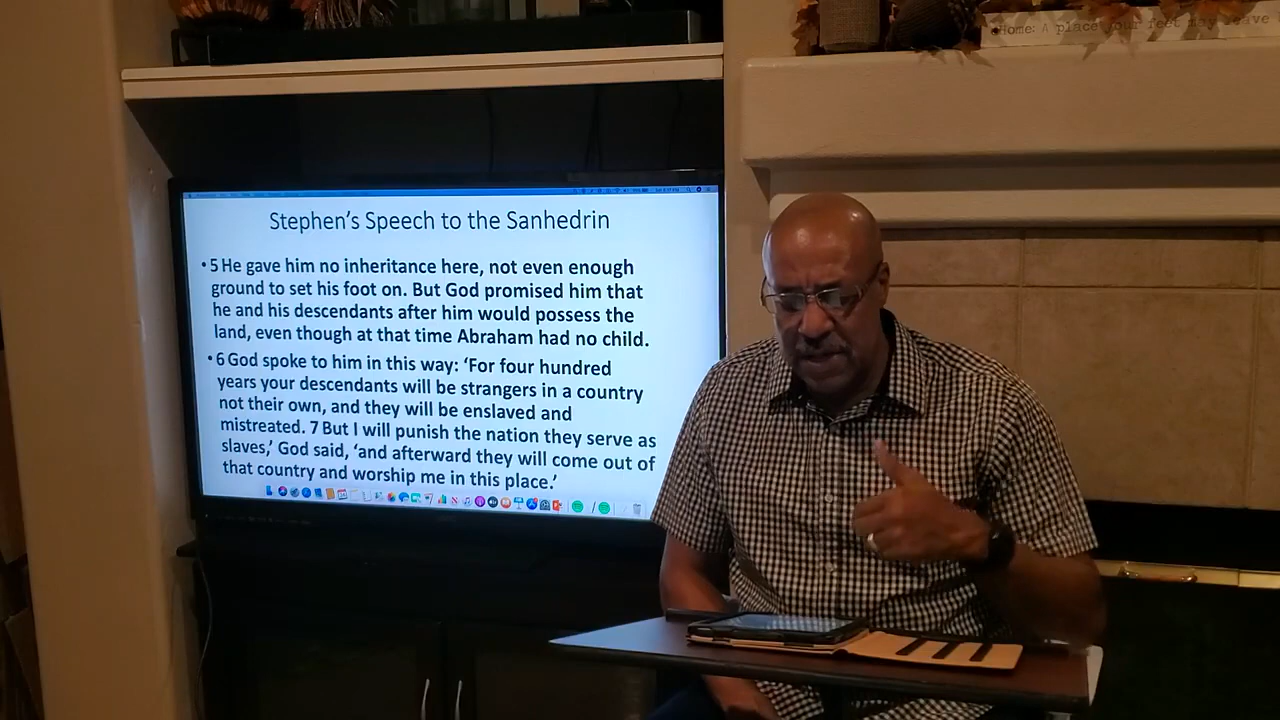 Home: A place your feet may leave
Stephen's Speech to the Sanhedrin
• 5 He gave him no inheritance here, not even enough
ground to set his foot on. But God promised him that
he and his descendants after him would possess the
land, even though at that time Abraham had no child.
• 6 God spoke to him in this way: ‘For four hundred
years your descendants will be strangers in a country
not their own, and they will be enslaved and
mistreated. 7 But I will punish the nation they serve as
slaves,’ God said, ‘and afterward they will come out of
that country and worship me in this place.’